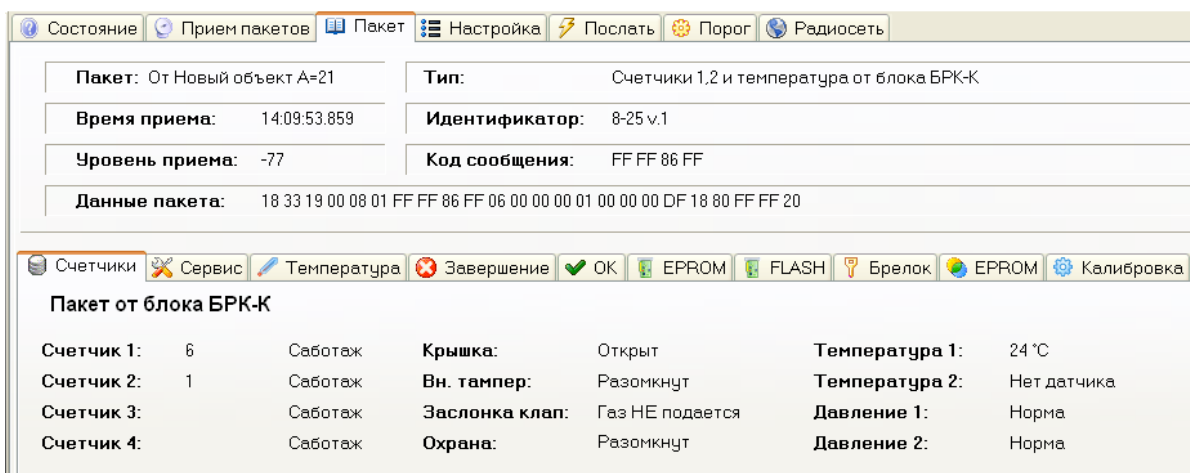 Состояние Прием пакетов Пакет Настройка Послать Порог Радиосеть
Пакет: От Новый объект А=21 Тип: Счетчики 1,2 и температура от блока БРК-К
Время приема: 14:09:53.859 Идентификатор: 8-25 v.1
Уровень приема: -77 Код сообщения: FF FF 86 FF
Данные пакета: 18 33 19 00 08 01 FF FF 86 FF 06 00 00 00 01 00 00 00 DF 18 80 FF FF 20
Счетчики Сервис Температура Завершение OK EPROM FLASH Брелок EPROM Калибровка
Пакет от блока БРК-К
Счетчик 1: 6 Саботаж Крышка: Открыт Температура 1: 24 °C
Счетчик 2: 1 Саботаж Вн. тампер: Разомкнут Температура 2: Нет датчика
Счетчик 3: Саботаж Заслонка клап: Газ НЕ подается Давление 1: Норма
Счетчик 4: Саботаж Охрана: Разомкнут Давление 2: Норма